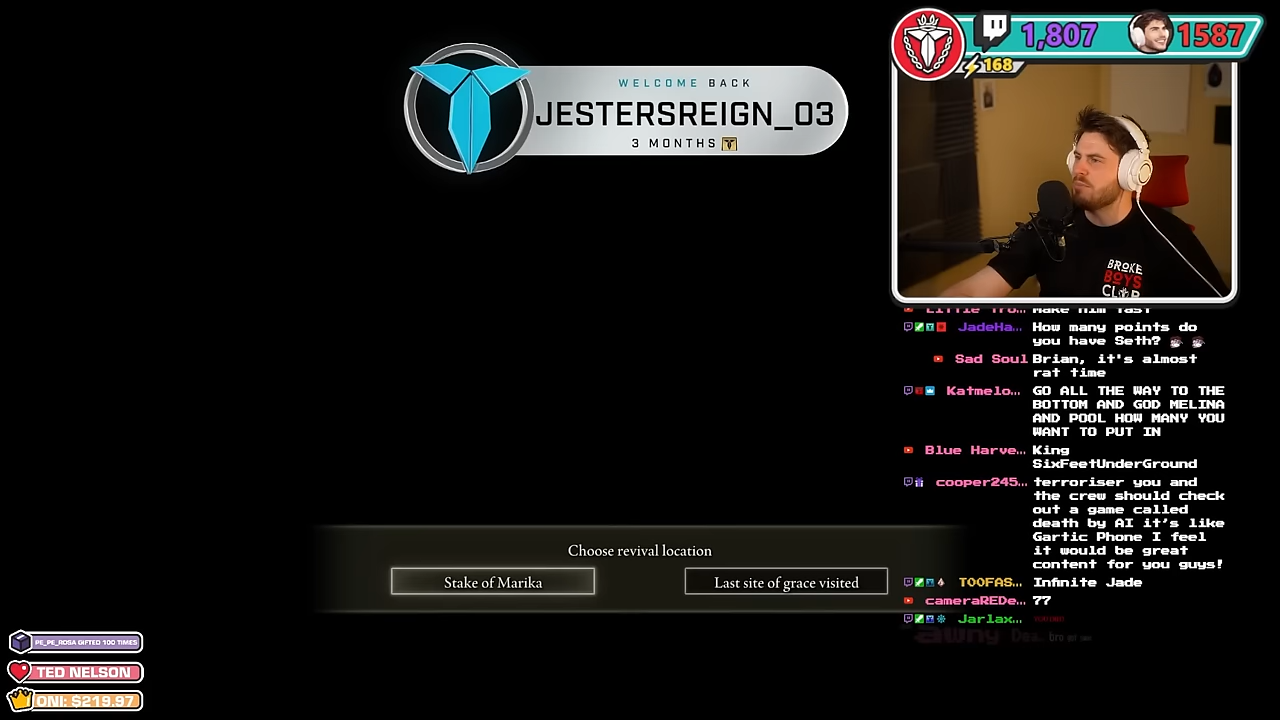 WELCOME BACK
JESTERSREIGN_03
3 MONTHS
1,807
1587
168
BROKE
BOYS
JadeHa... How many points do
you have Seth?
Sad Soul Brian, it's almost
rat time
Katmelo... GO ALL THE WAY TO THE
BOTTOM AND GOD MELINA
AND POOL HOW MANY YOU
WANT TO PUT IN
Blue Harve... King
SixFeetUnderGround
cooper245... terroriser you and
the crew should check
out a game called
death by AI it's like
Gartic Phone I feel
it would be great
content for you guys!
TOOFAS... Infinite Jade
cameraREDe... 77
Jarlax...
Choose revival location
Stake of Marika
Last site of grace visited
PE_PE_ROSA GIFTED 100 TIMES
TED NELSON
ONI: $219.97